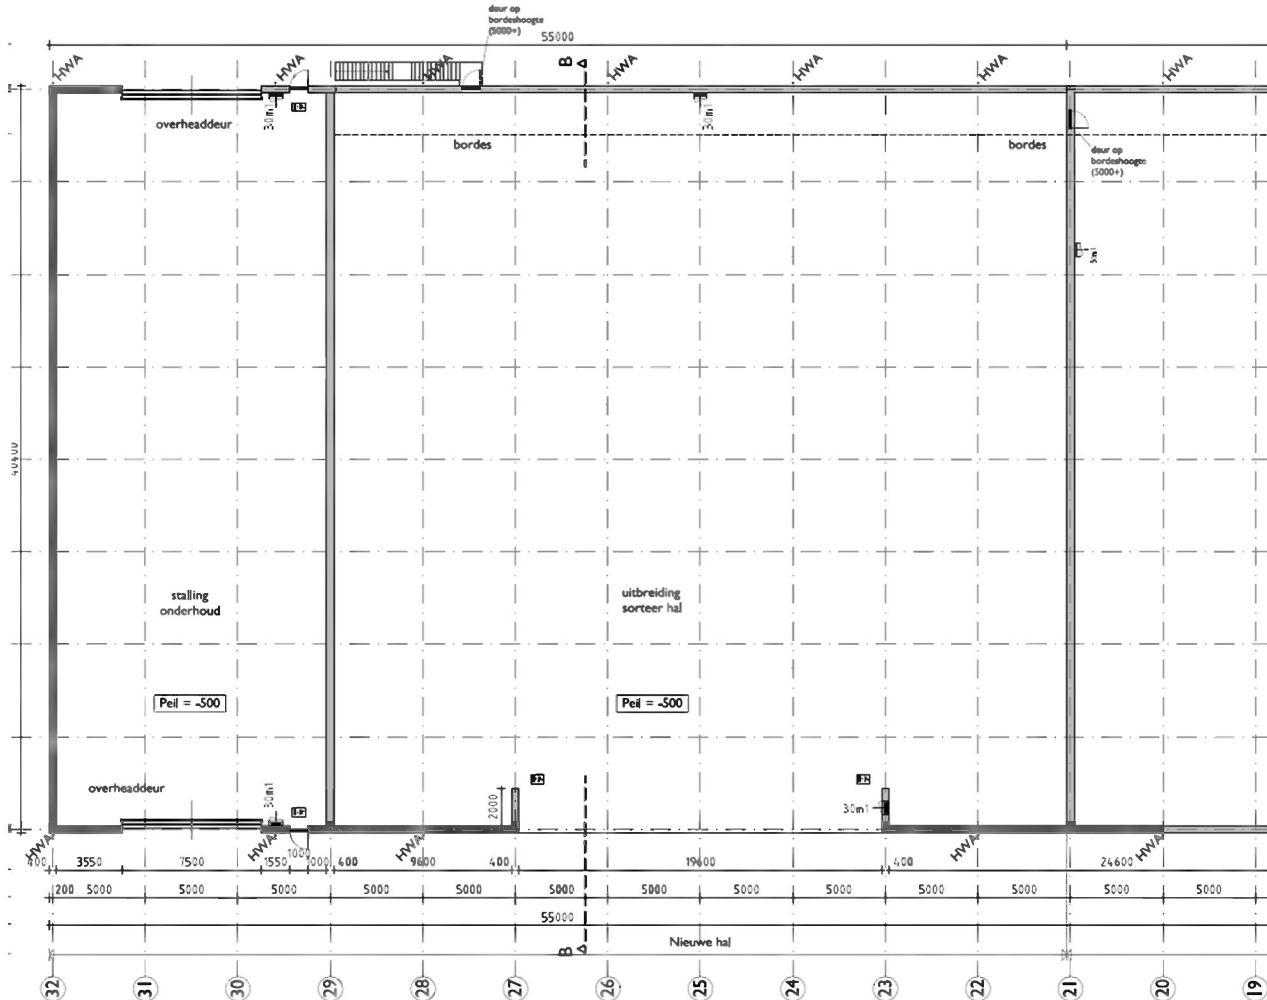 deur op
bordeshoogte
(5000+)
55000
B
HWA
HWA
HWA
HWA
HWA
HWA
HWA
overheaddeur
30m1
30m1
bordes
bordes
deur op
bordeshoogte
(5000+)
40400
stalling
onderhoud
uitbreiding
sorteer hal
Peil = -500
Peil = -500
overheaddeur
30m1
2000
30m1
HWA
HWA
HWA
HWA
HWA
400
3550
7500
1550
1000
400
9600
400
19600
400
24600
200
5000
5000
5000
5000
5000
5000
5000
5000
5000
5000
5000
5000
5000
55000
B
Nieuwe hal
32
31
30
29
28
27
26
25
24
23
22
21
20
19